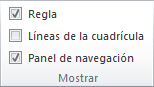 Regla
Líneas de la cuadrícula
Panel de navegación
Mostrar